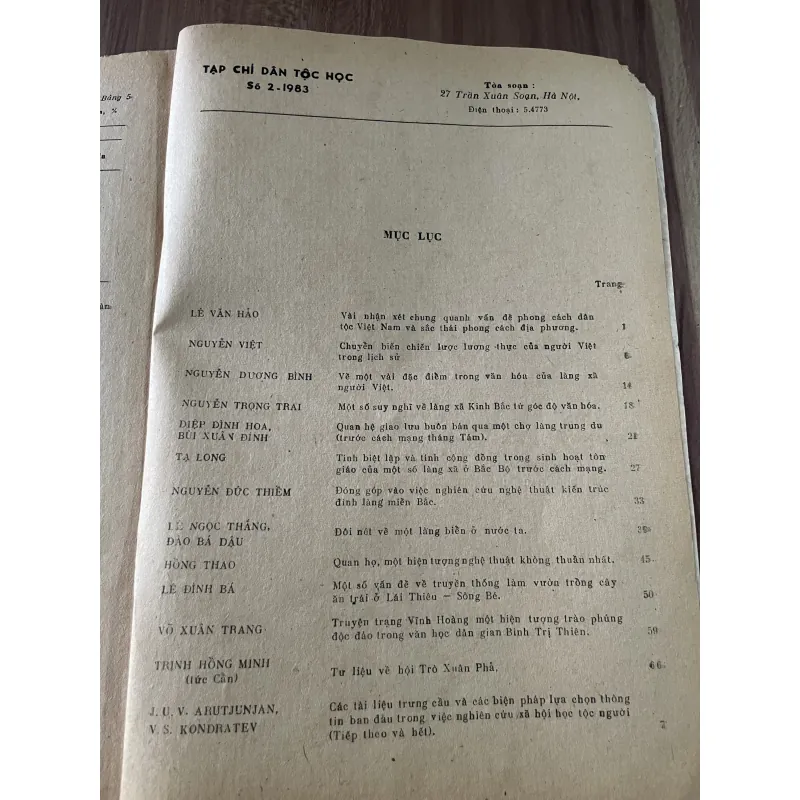 Bảng 5
%
TẠP CHÍ DÂN TỘC HỌC
Số 2-1983
Tòa soạn :
27 Trần Xuân Soạn, Hà Nội,
Điện thoại : 5.4773
MỤC LỤC
Trang
LÊ VĂN HẢO
Vài nhận xét chung quanh vấn đề phong cách dân
tộc Việt Nam và sắc thái phong cách địa phương.
1
NGUYỄN VIỆT
Chuyển biến chiến lược lương thực của người Việt
trong lịch sử
6
NGUYỄN DƯƠNG BÌNH
Về một vài đặc điểm trong văn hóa của làng xã
người Việt.
14
NGUYỄN TRỌNG TRAI
Một số suy nghĩ về làng xã Kinh Bắc từ góc độ văn hóa.
18
DIỆP ĐÌNH HOA,
BÙI XUÂN ĐÍNH
Quan hệ giao lưu buôn bán qua một chợ làng trung du
(trước cách mạng tháng Tám).
21
TẠ LONG
Tính biệt lập và tính cộng đồng trong sinh hoạt tôn
giáo của một số làng xã ở Bắc Bộ trước cách mạng.
27
NGUYỄN ĐỨC THIỀM
Đóng góp vào việc nghiên cứu nghệ thuật kiến trúc
đình làng miền Bắc.
33
LÊ NGỌC THẮNG,
ĐÀO BÁ DẬU
Đôi nét về một làng biển ở nước ta.
HỒNG THAO
Quan họ, một hiện tượng nghệ thuật không thuần nhất.
45
LÊ ĐÌNH BÁ
Một số vấn đề về truyền thống làm vườn trồng cây
ăn trái ở Lái Thiêu – Sông Bé.
50
VÕ XUÂN TRANG
Truyện trạng Vĩnh Hoàng một hiện tượng trào phúng
độc đáo trong văn học dân gian Bình Trị Thiên.
59
TRỊNH HỒNG MINH
(tức Cần)
Tư liệu về hội Trò Xuân Phả.
66
J. U. V. ARUTJUNJAN,
V. S. KONDRATEV
Các tài liệu trưng cầu và các biện pháp lựa chọn thông
tin ban đầu trong việc nghiên cứu xã hội học tộc người
(Tiếp theo và hết).